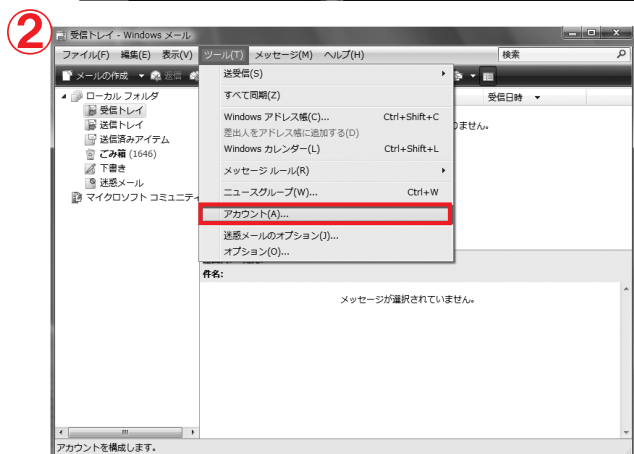 ②
受信トレイ - Windows メール
ファイル(F) 編集(E) 表示(V) ツール(T) メッセージ(M) ヘルプ(H)
検索
メールの作成 返信
送受信(S)
すべて同期(Z)
Windows アドレス帳(C)... Ctrl+Shift+C
差出人をアドレス帳に追加する(D)
Windows カレンダー(L) Ctrl+Shift+L
メッセージ ルール(R)
ニュースグループ(W)... Ctrl+W
アカウント(A)...
迷惑メールのオプション(J)...
オプション(O)...
ローカル フォルダ
受信トレイ
送信トレイ
送信済みアイテム
ごみ箱 (1646)
下書き
迷惑メール
マイクロソフト コミュニティ
受信日時
りません。
件名:
メッセージが選択されていません。
アカウントを構成します。